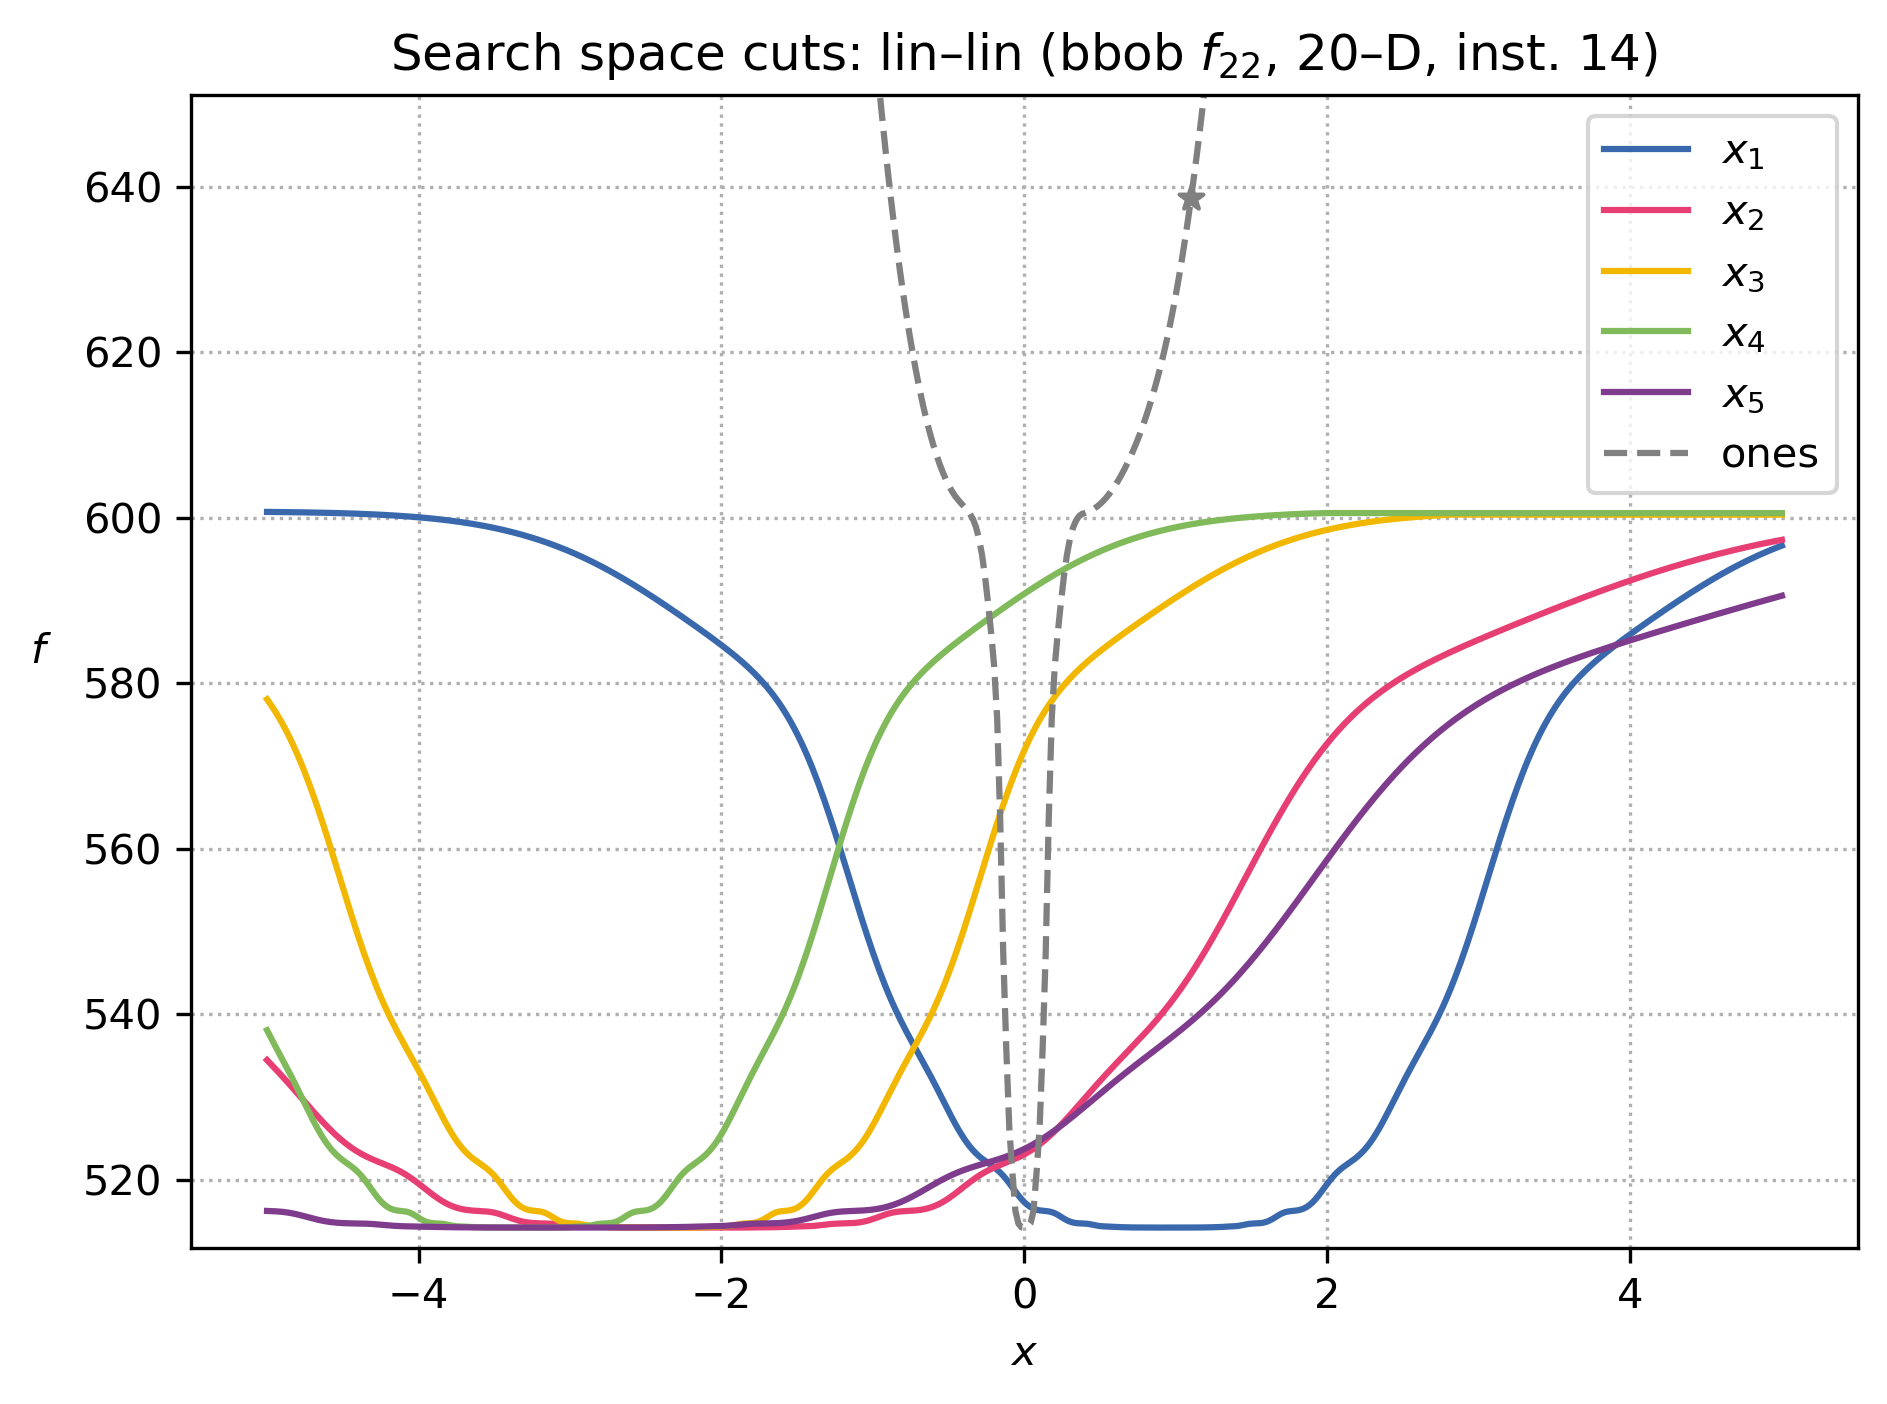 Search space cuts: lin–lin (bbob f22, 20–D, inst. 14)
640
620
600
580
560
540
520
f
−4
−2
0
2
4
x
x1
x2
x3
x4
x5
ones